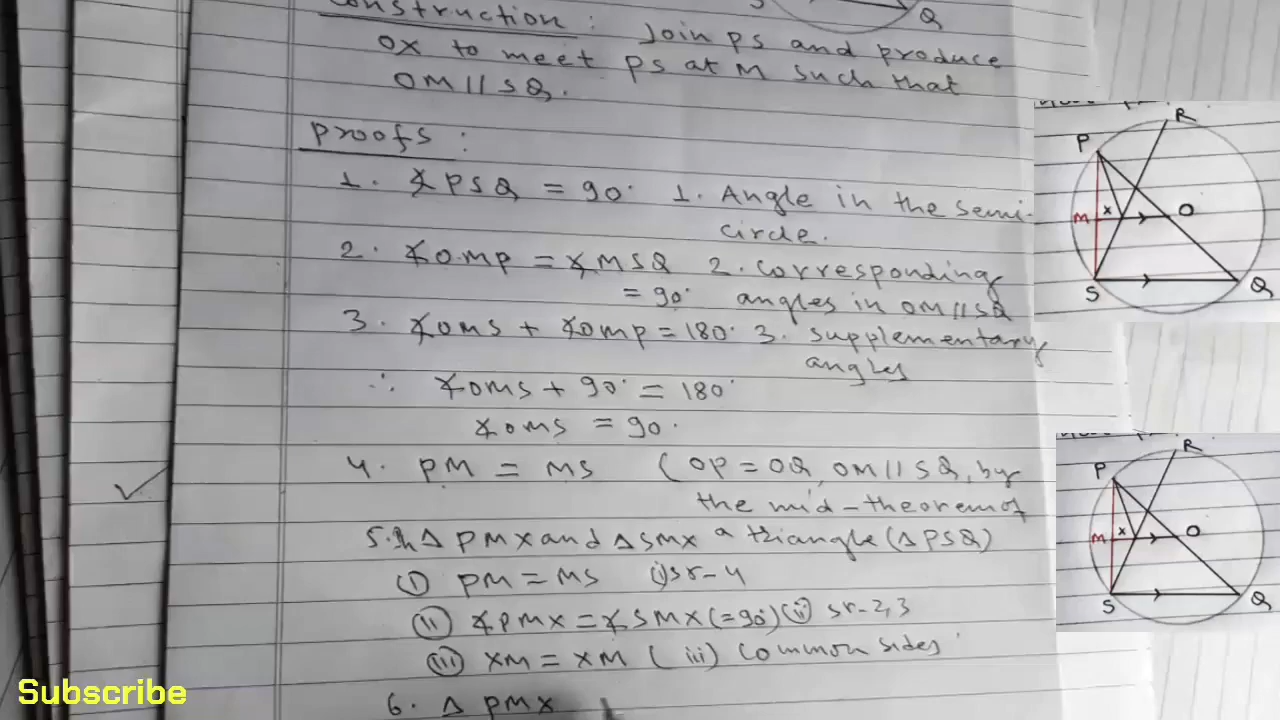 Construction : Join PS and produce
OX to meet PS at M such that
OM // SQ.
Proofs :
1. ∡PSQ = 90° 1. Angle in the semi-
circle.
2. ∡OMP = ∡MSQ 2. corresponding
= 90° angles in OM//SQ
3. ∡OMS + ∡OMP = 180° 3. supplementary
angles
∴ ∡OMS + 90° = 180°
∡OMS = 90°
4. PM = MS (OP = OQ, OM // SQ, by
the mid-theorem of
5. In Δ PMX and Δ SMX a triangle (Δ PSQ)
(i) PM = MS (i) sr-4
(ii) ∡PMX = ∡SMX (=90°) (ii) sr-2,3
(iii) XM = XM (iii) common sides
6. Δ PMX
S Q
R
P
M X O
S Q
R
P
M X O
S Q
Subscribe